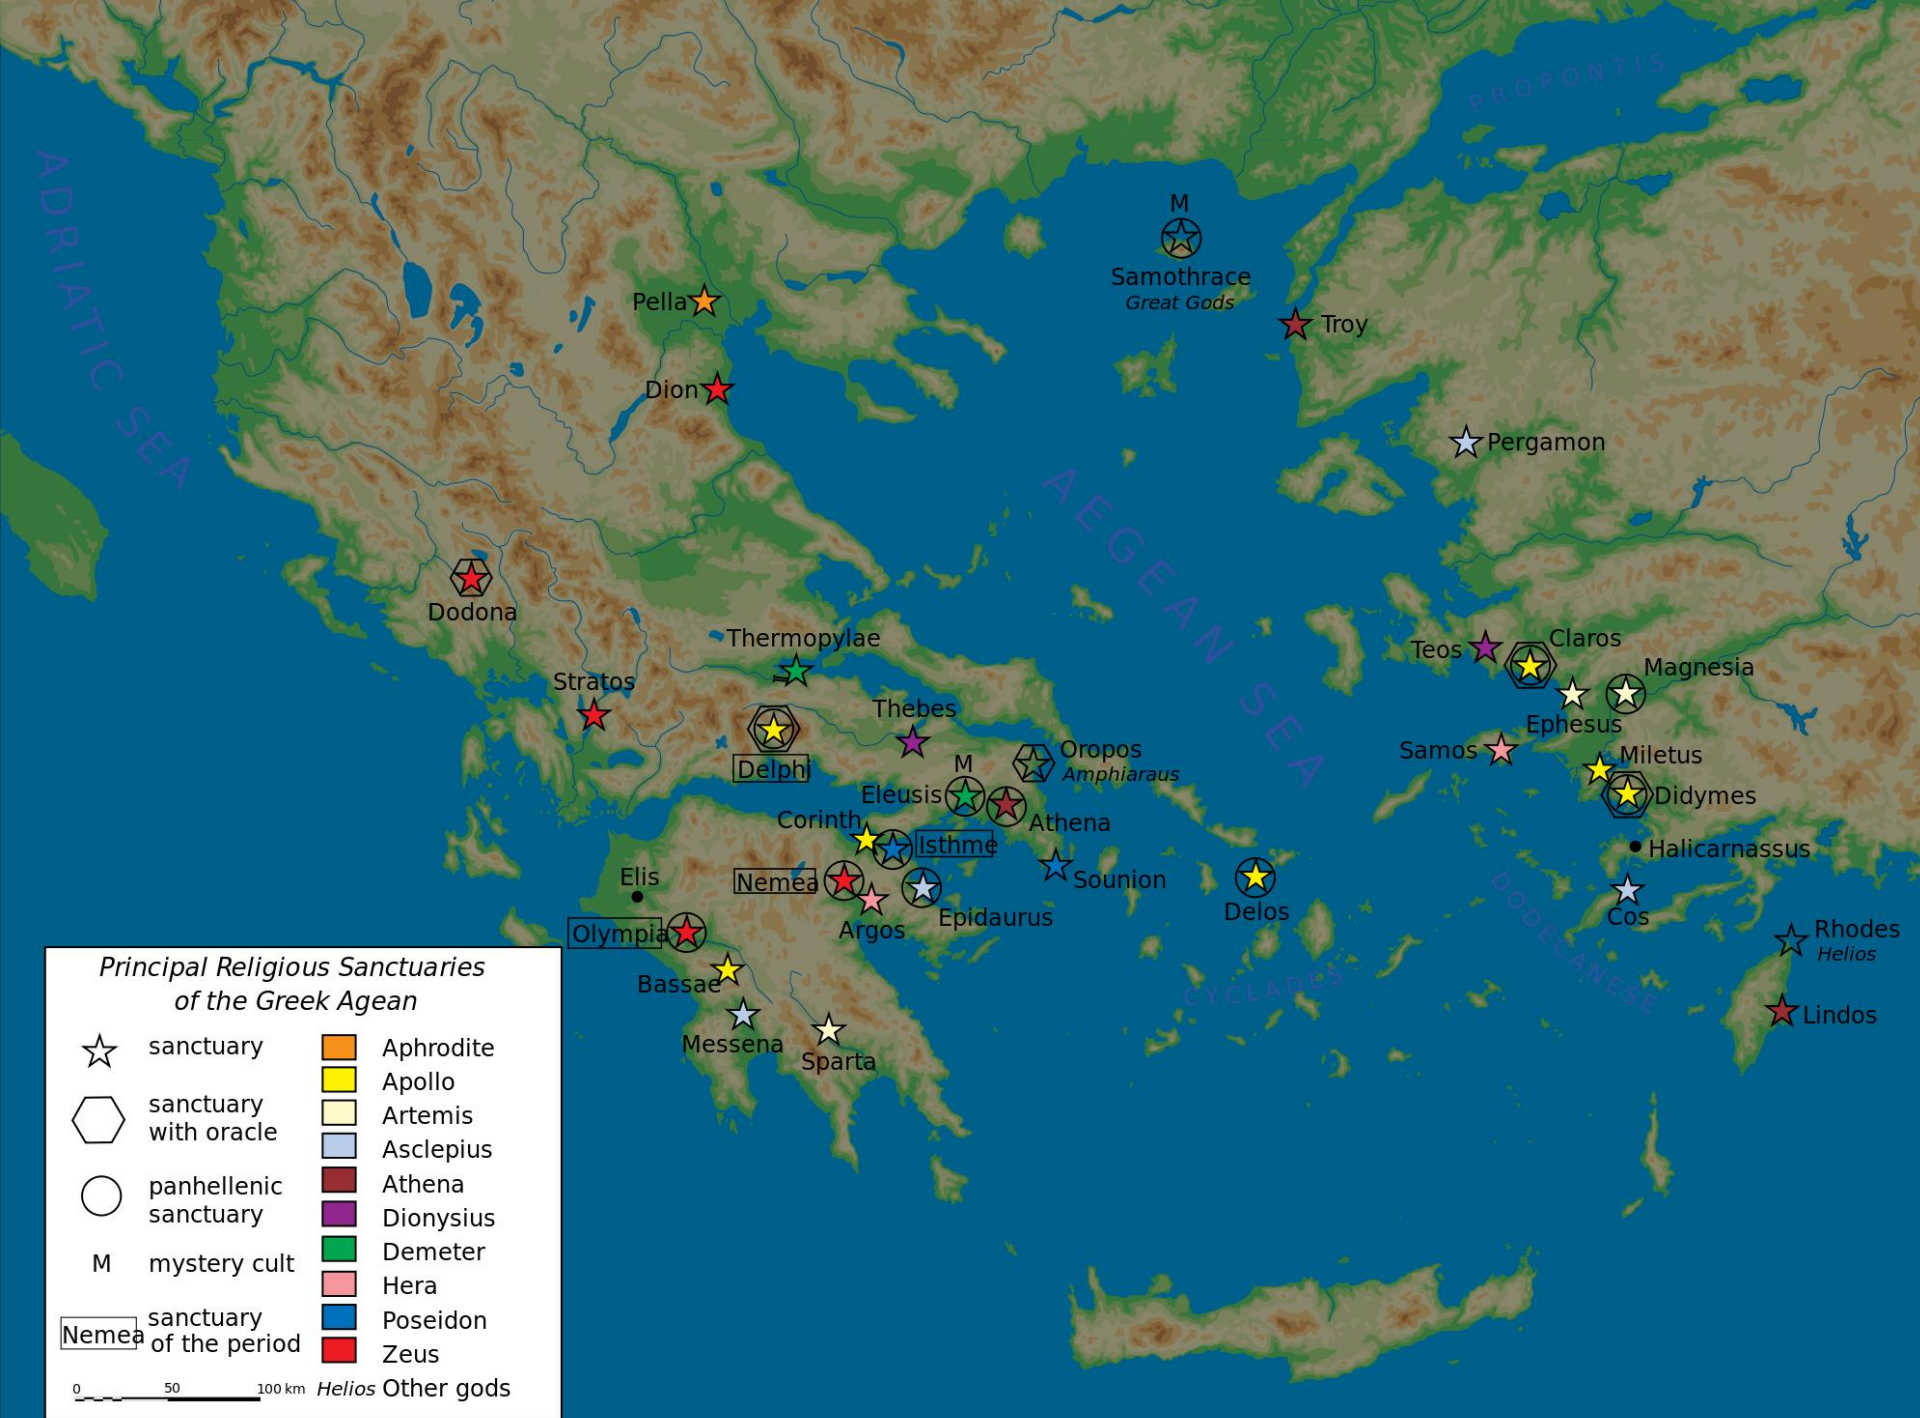 PROPONTIS
ADRIATIC SEA
M
Samothrace
Great Gods
Pella
Troy
Dion
Pergamon
AEGEAN SEA
Dodona
Thermopylae
Teos
Claros
Stratos
Magnesia
Thebes
Ephesus
Delphi
M
Oropos
Amphiaraus
Samos
Miletus
Eleusis
Didymes
Corinth
Athena
Isthme
Halicarnassus
Elis
Nemea
Sounion
Epidaurus
Argos
Delos
Cos
DODECANESE
Olympia
Rhodes
Helios
Bassae
CYCLADES
Lindos
Messena
Sparta
Principal Religious Sanctuaries
of the Greek Agean
sanctuary
sanctuary
with oracle
panhellenic
sanctuary
M mystery cult
Nemea
sanctuary
of the period
0 50 100 km
Aphrodite
Apollo
Artemis
Asclepius
Athena
Dionysius
Demeter
Hera
Poseidon
Zeus
Helios Other gods